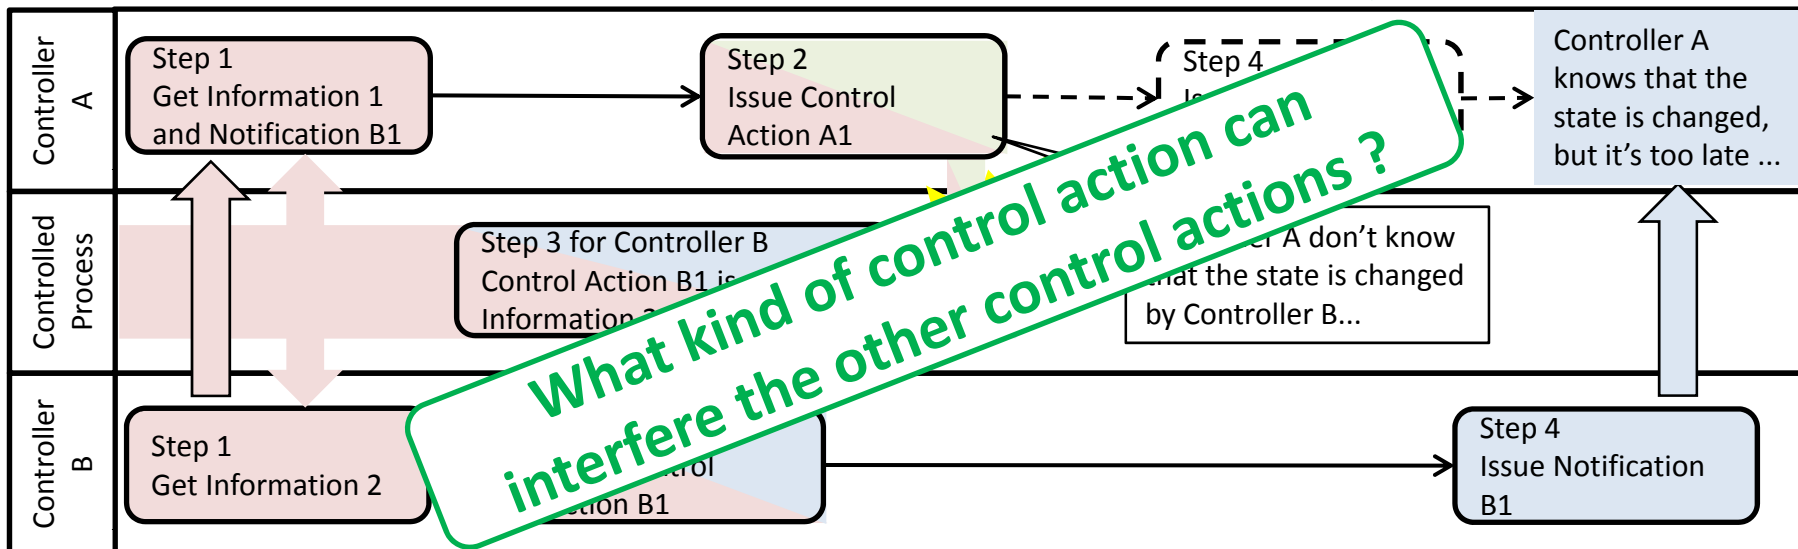 Controller
A
Step 1
Get Information 1
and Notification B1
Step 2
Issue Control
Action A1
Step 4
Controller A
knows that the
state is changed,
but it's too late ...
Controlled
Process
Step 3 for Controller B
Control Action B1 is
Information
A don't know
that the state is changed
by Controller B...
What kind of control action can
interfere the other control actions ?
Controller
B
Step 1
Get Information 2
B1
Step 4
Issue Notification
B1